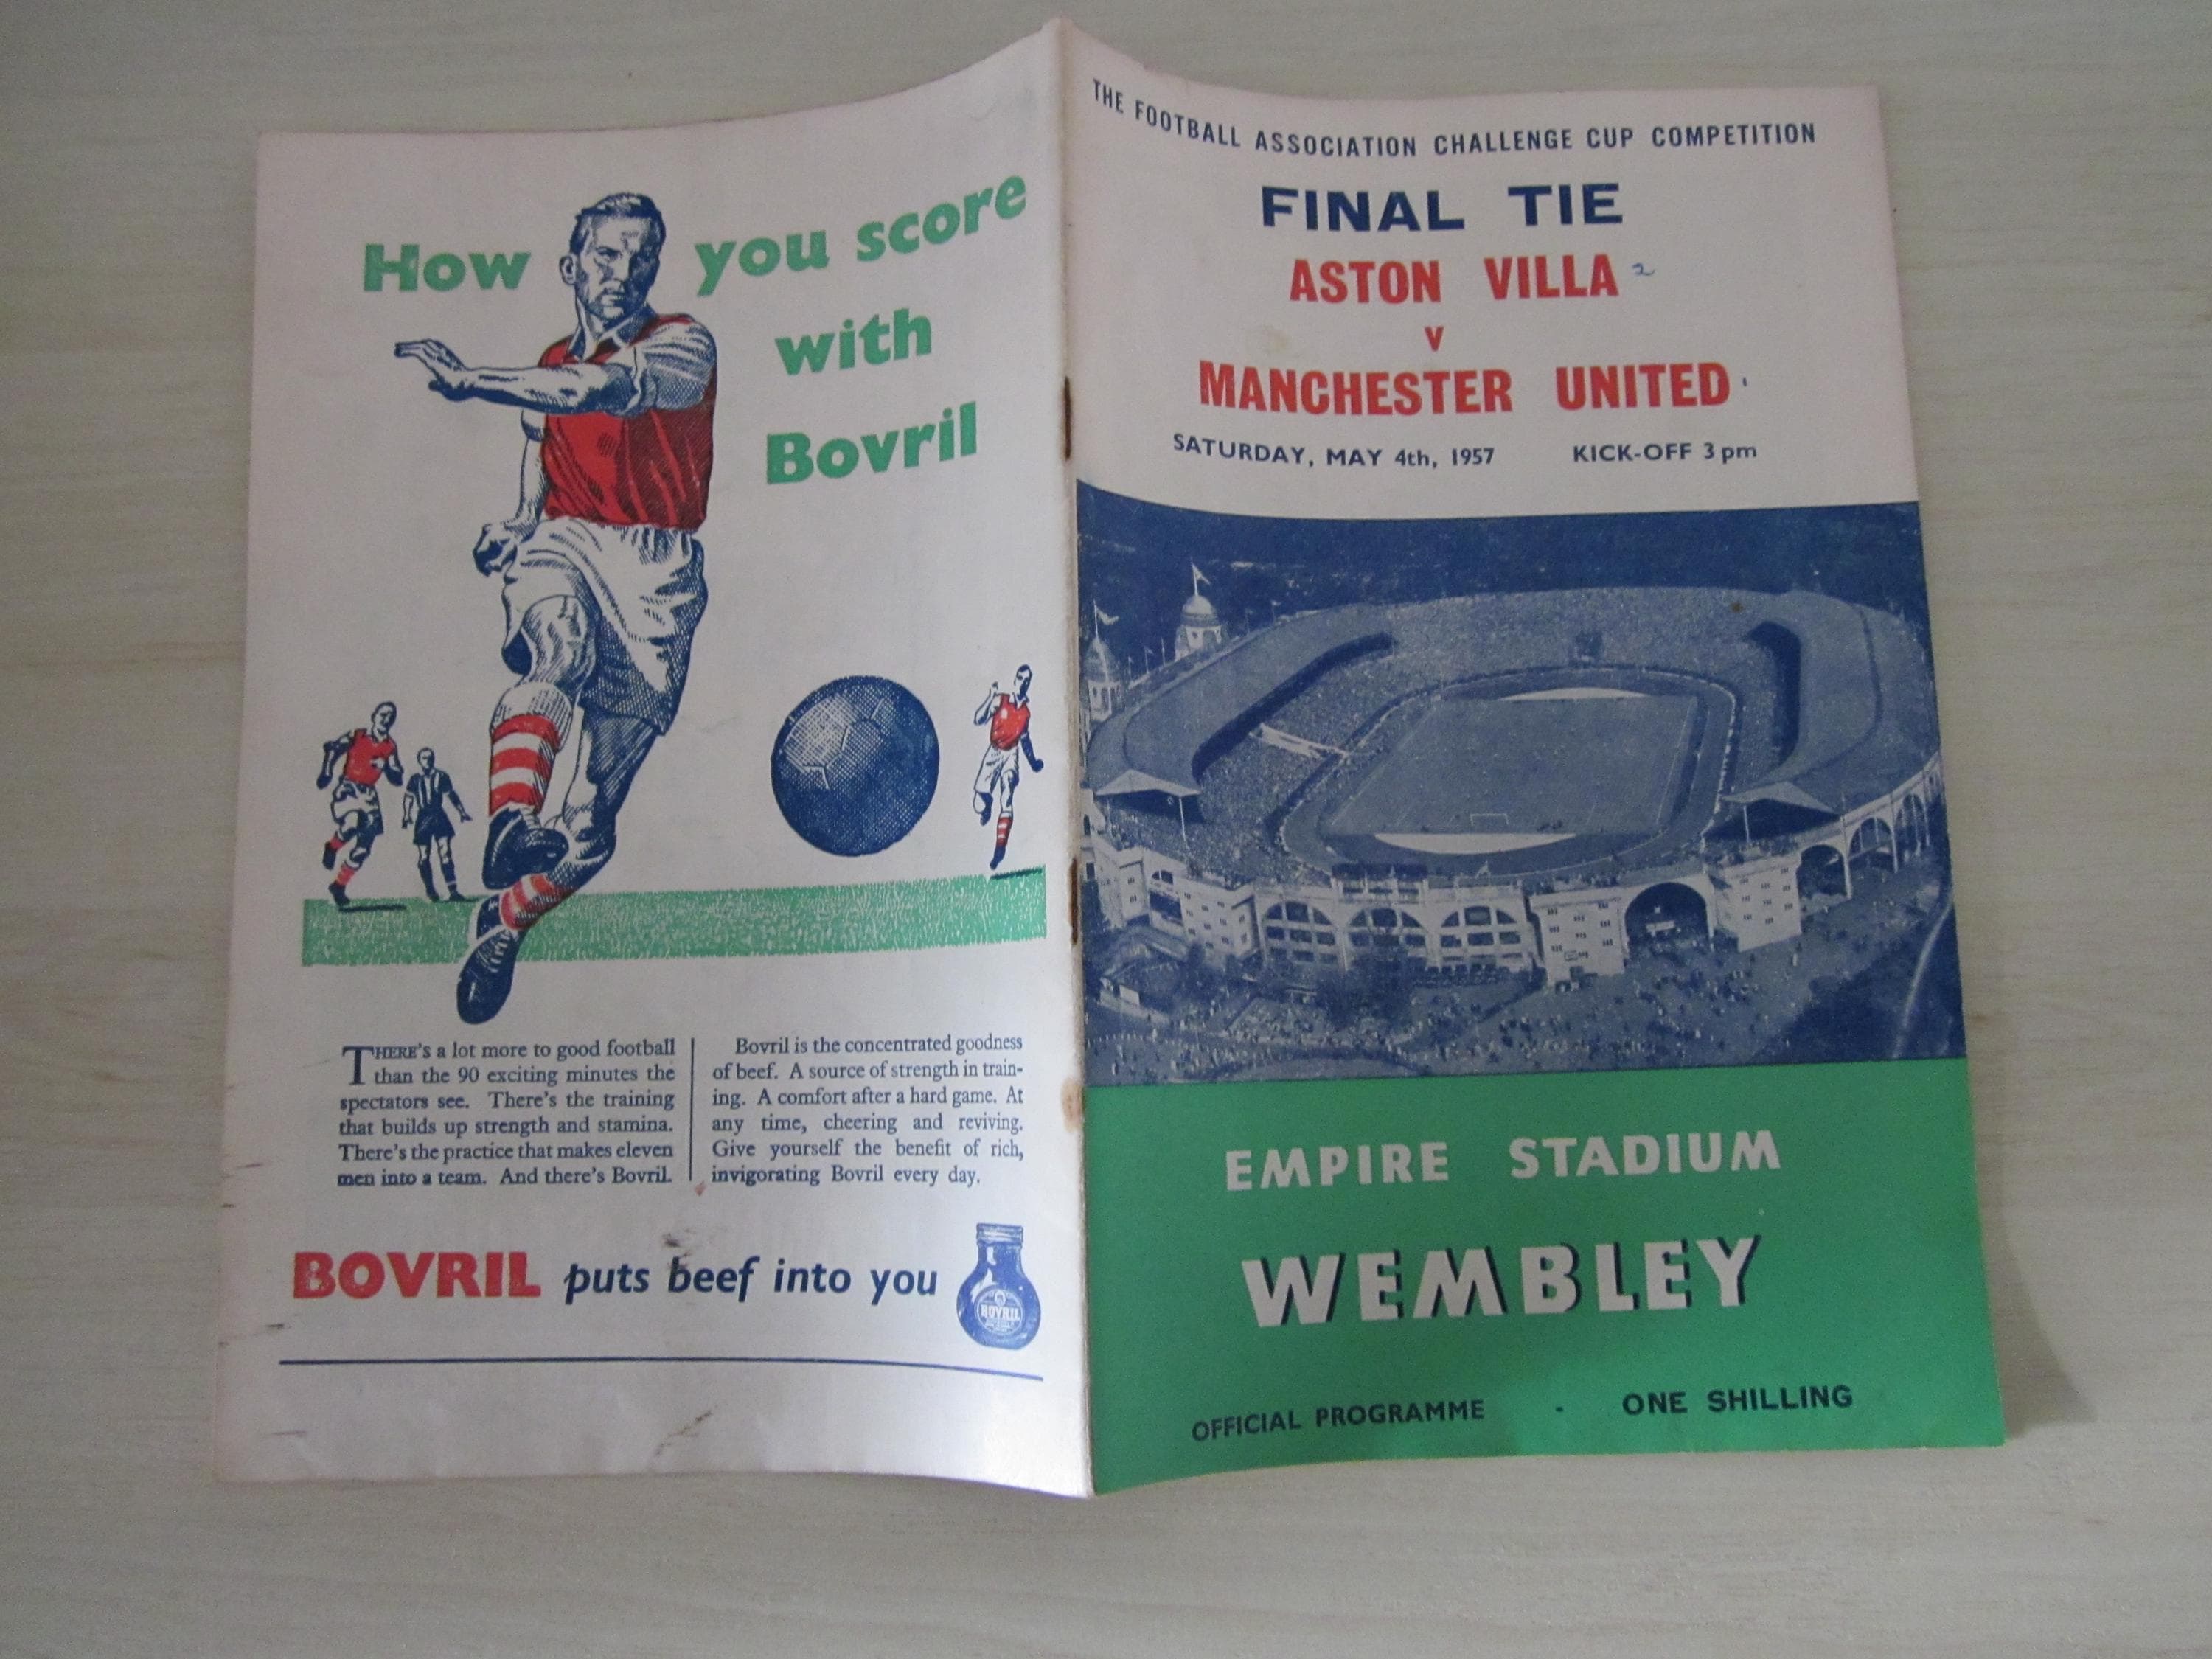 How you score
with
Bovril
THERE's a lot more to good football
than the 90 exciting minutes the
spectators see. There's the training
that builds up strength and stamina.
There's the practice that makes eleven
men into a team. And there's Bovril.
Bovril is the concentrated goodness
of beef. A source of strength in train-
ing. A comfort after a hard game. At
any time, cheering and reviving.
Give yourself the benefit of rich,
invigorating Bovril every day.
BOVRIL puts beef into you
BOVRIL
THE FOOTBALL ASSOCIATION CHALLENGE CUP COMPETITION
FINAL TIE
ASTON VILLA 2
v
MANCHESTER UNITED 1
SATURDAY, MAY 4th, 1957 KICK-OFF 3 pm
EMPIRE STADIUM
WEMBLEY
OFFICIAL PROGRAMME - ONE SHILLING